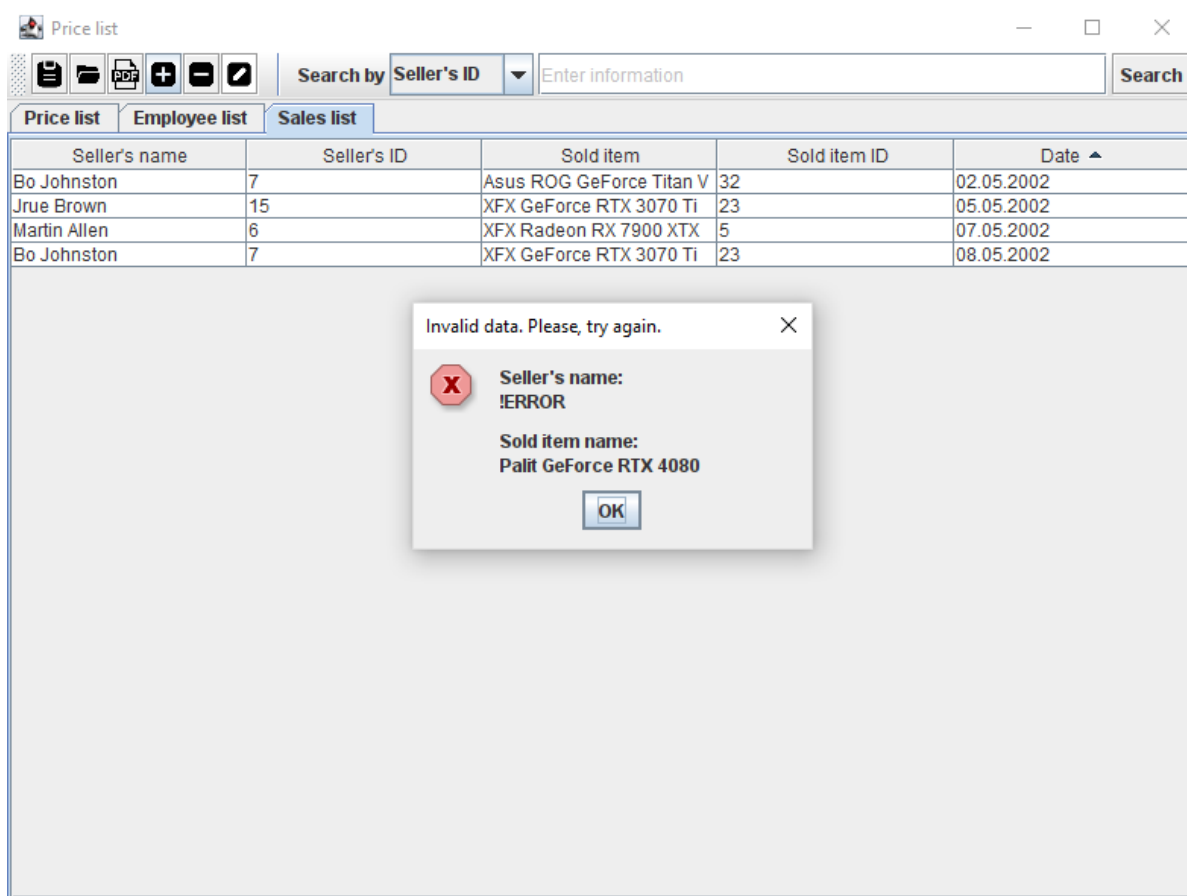 Price list
PDF Search by Seller's ID Enter information Search
Price list Employee list Sales list
Seller's name Seller's ID Sold item Sold item ID Date
Bo Johnston 7 Asus ROG GeForce Titan V 32 02.05.2002
Jrue Brown 15 XFX GeForce RTX 3070 Ti 23 05.05.2002
Martin Allen 6 XFX Radeon RX 7900 XTX 5 07.05.2002
Bo Johnston 7 XFX GeForce RTX 3070 Ti 23 08.05.2002
Invalid data. Please, try again.
Seller's name:
!ERROR
Sold item name:
Palit GeForce RTX 4080
OK